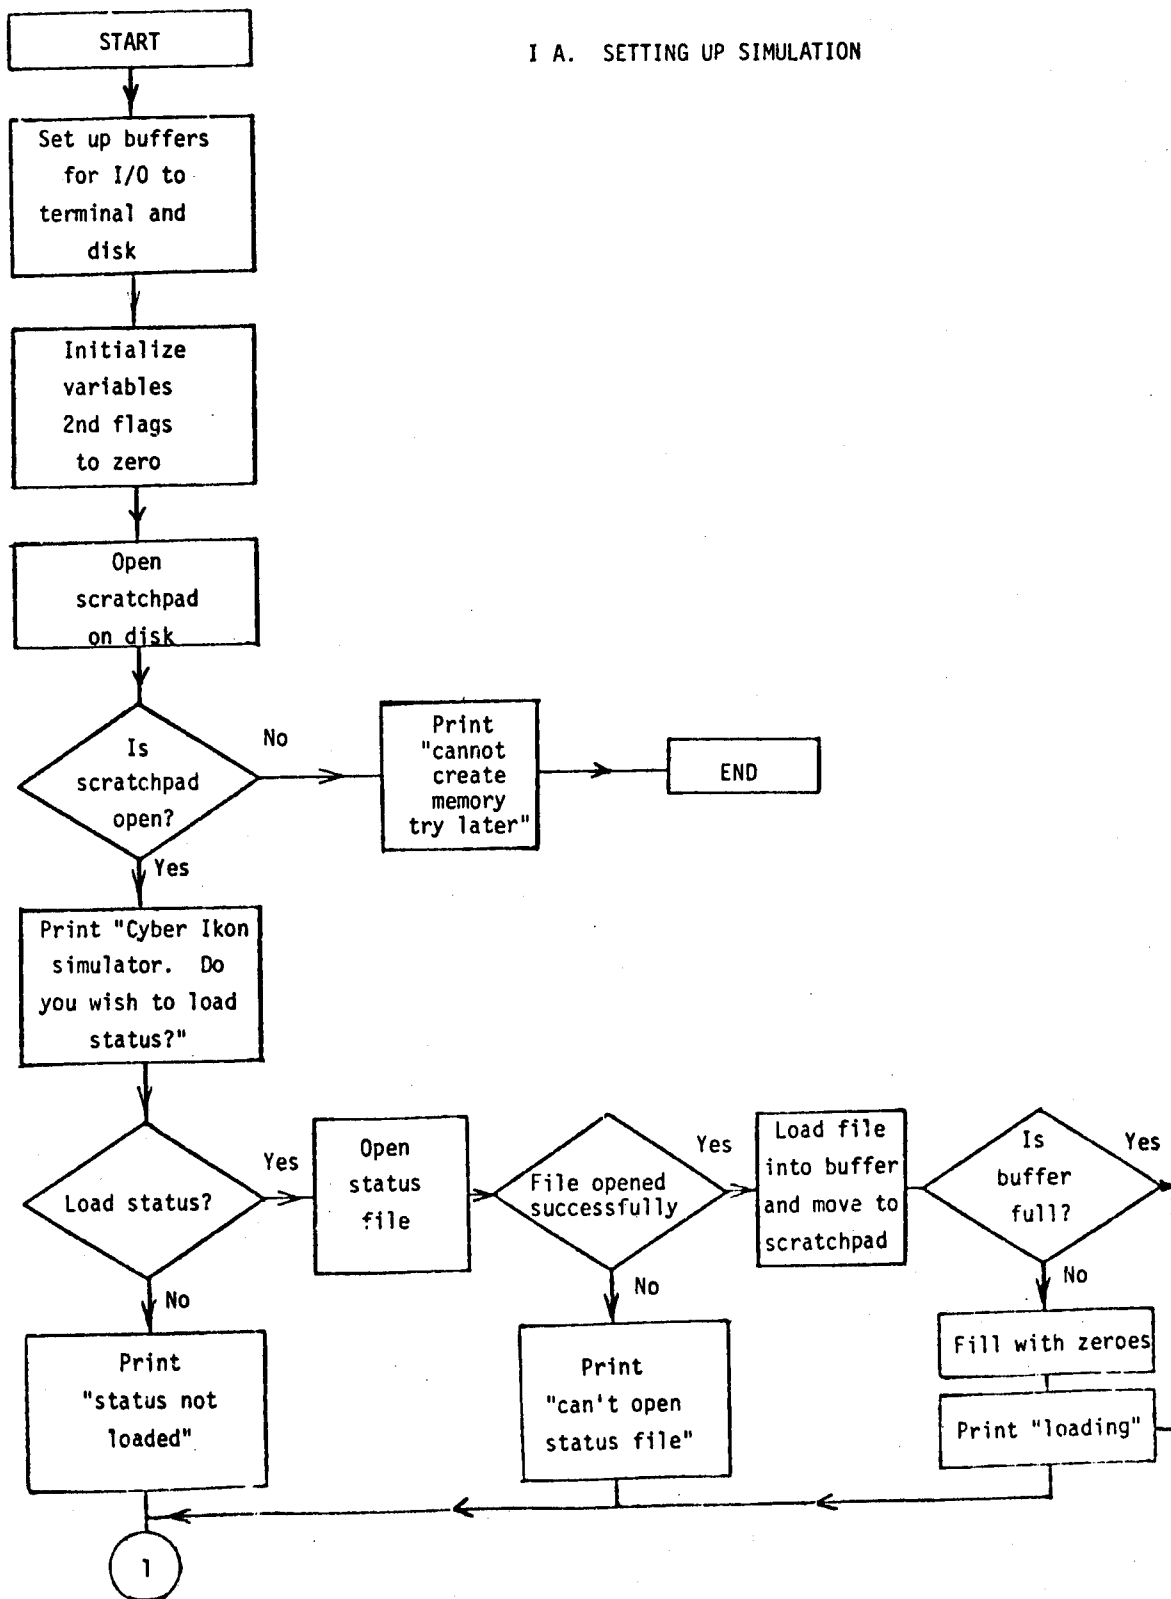 START
I A. SETTING UP SIMULATION
Set up buffers
for I/O to
terminal and
disk
Initialize
variables
2nd flags
to zero
Open
scratchpad
on disk
Is
scratchpad
open?
No
Print
"cannot
create
memory
try later"
END
Yes
Print "Cyber Ikon
simulator. Do
you wish to load
status?"
Load status?
Yes
Open
status
file
File opened
successfully
Yes
Load file
into buffer
and move to
scratchpad
Is
buffer
full?
Yes
No
Print
"status not
loaded"
No
Print
"can't open
status file"
No
Fill with zeroes
Print "loading"
1